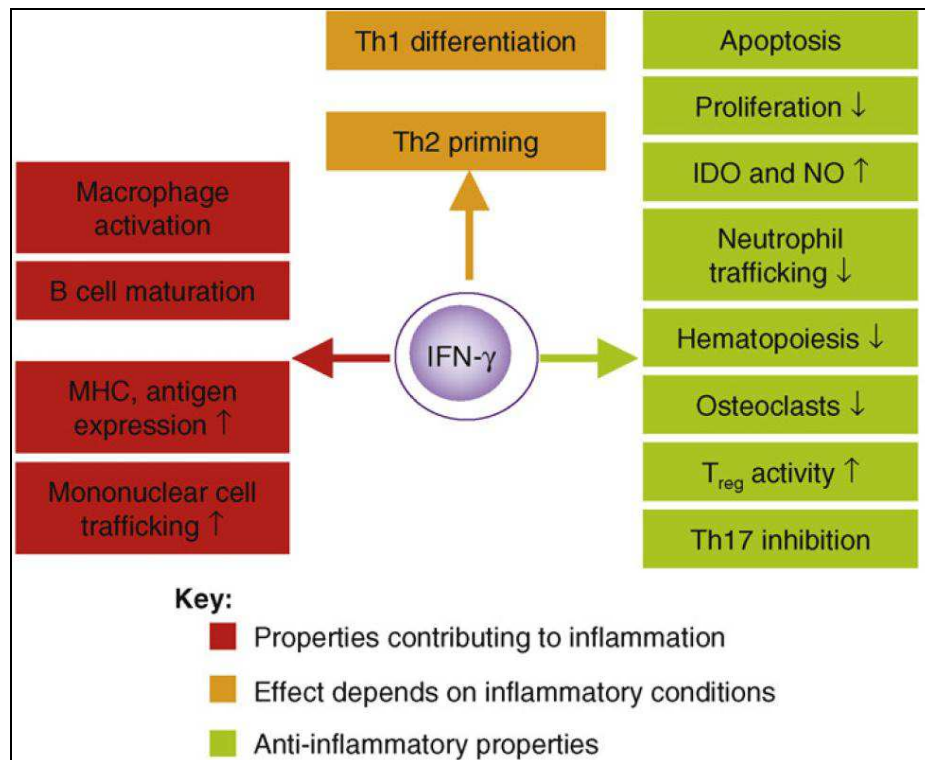 Th1 differentiation
Th2 priming
Macrophage
activation
B cell maturation
MHC, antigen
expression ↑
Mononuclear cell
trafficking ↑
IFN-γ
Apoptosis
Proliferation ↓
IDO and NO ↑
Neutrophil
trafficking ↓
Hematopoiesis ↓
Osteoclasts ↓
Treg activity ↑
Th17 inhibition
Key:
Properties contributing to inflammation
Effect depends on inflammatory conditions
Anti-inflammatory properties